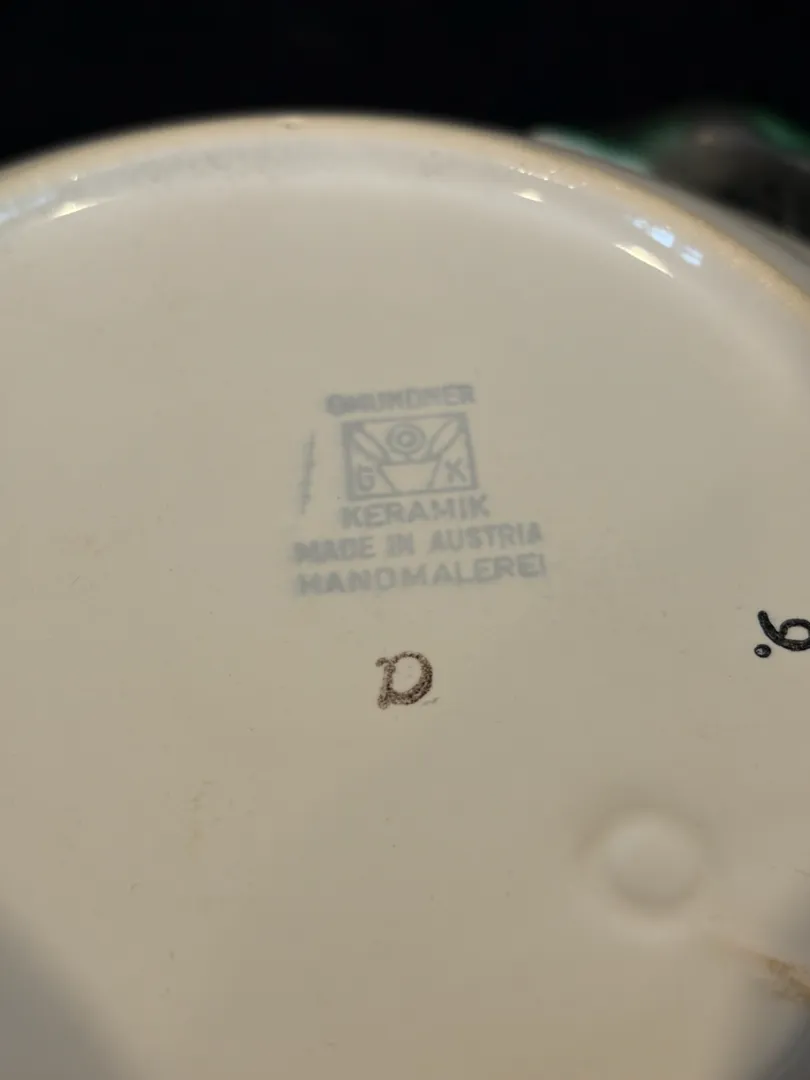 GMUNDNER
G K
KERAMIK
MADE IN AUSTRIA
HANDMALEREI
D